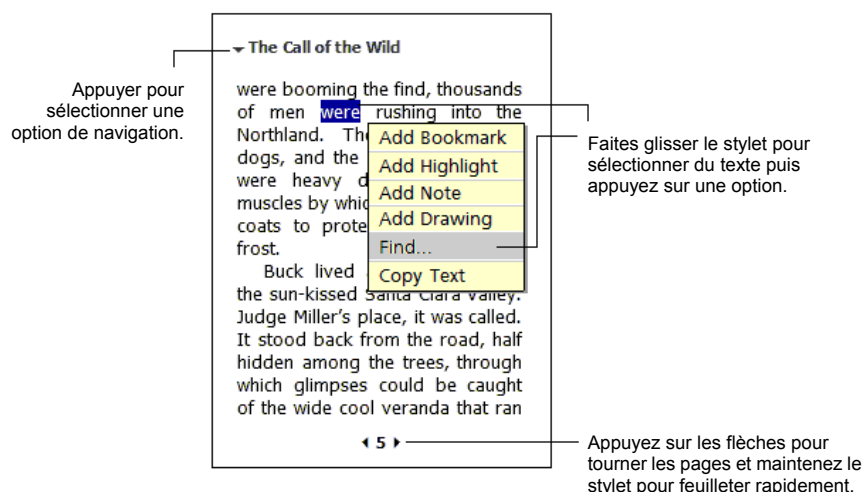 The Call of the Wild
Appuyer pour
sélectionner une
option de navigation.
were booming the find, thousands
of men were rushing into the
Northland. The
dogs, and the
were heavy d
muscles by whic
coats to prote
frost.
Buck lived
the sun-kissed Santa Clara Valley.
Judge Miller's place, it was called.
It stood back from the road, half
hidden among the trees, through
which glimpses could be caught
of the wide cool veranda that ran
Add Bookmark
Add Highlight
Add Note
Add Drawing
Find...
Copy Text
Faites glisser le stylet pour
sélectionner du texte puis
appuyez sur une option.
5
Appuyez sur les flèches pour
tourner les pages et maintenez le
stylet pour feuilleter rapidement.